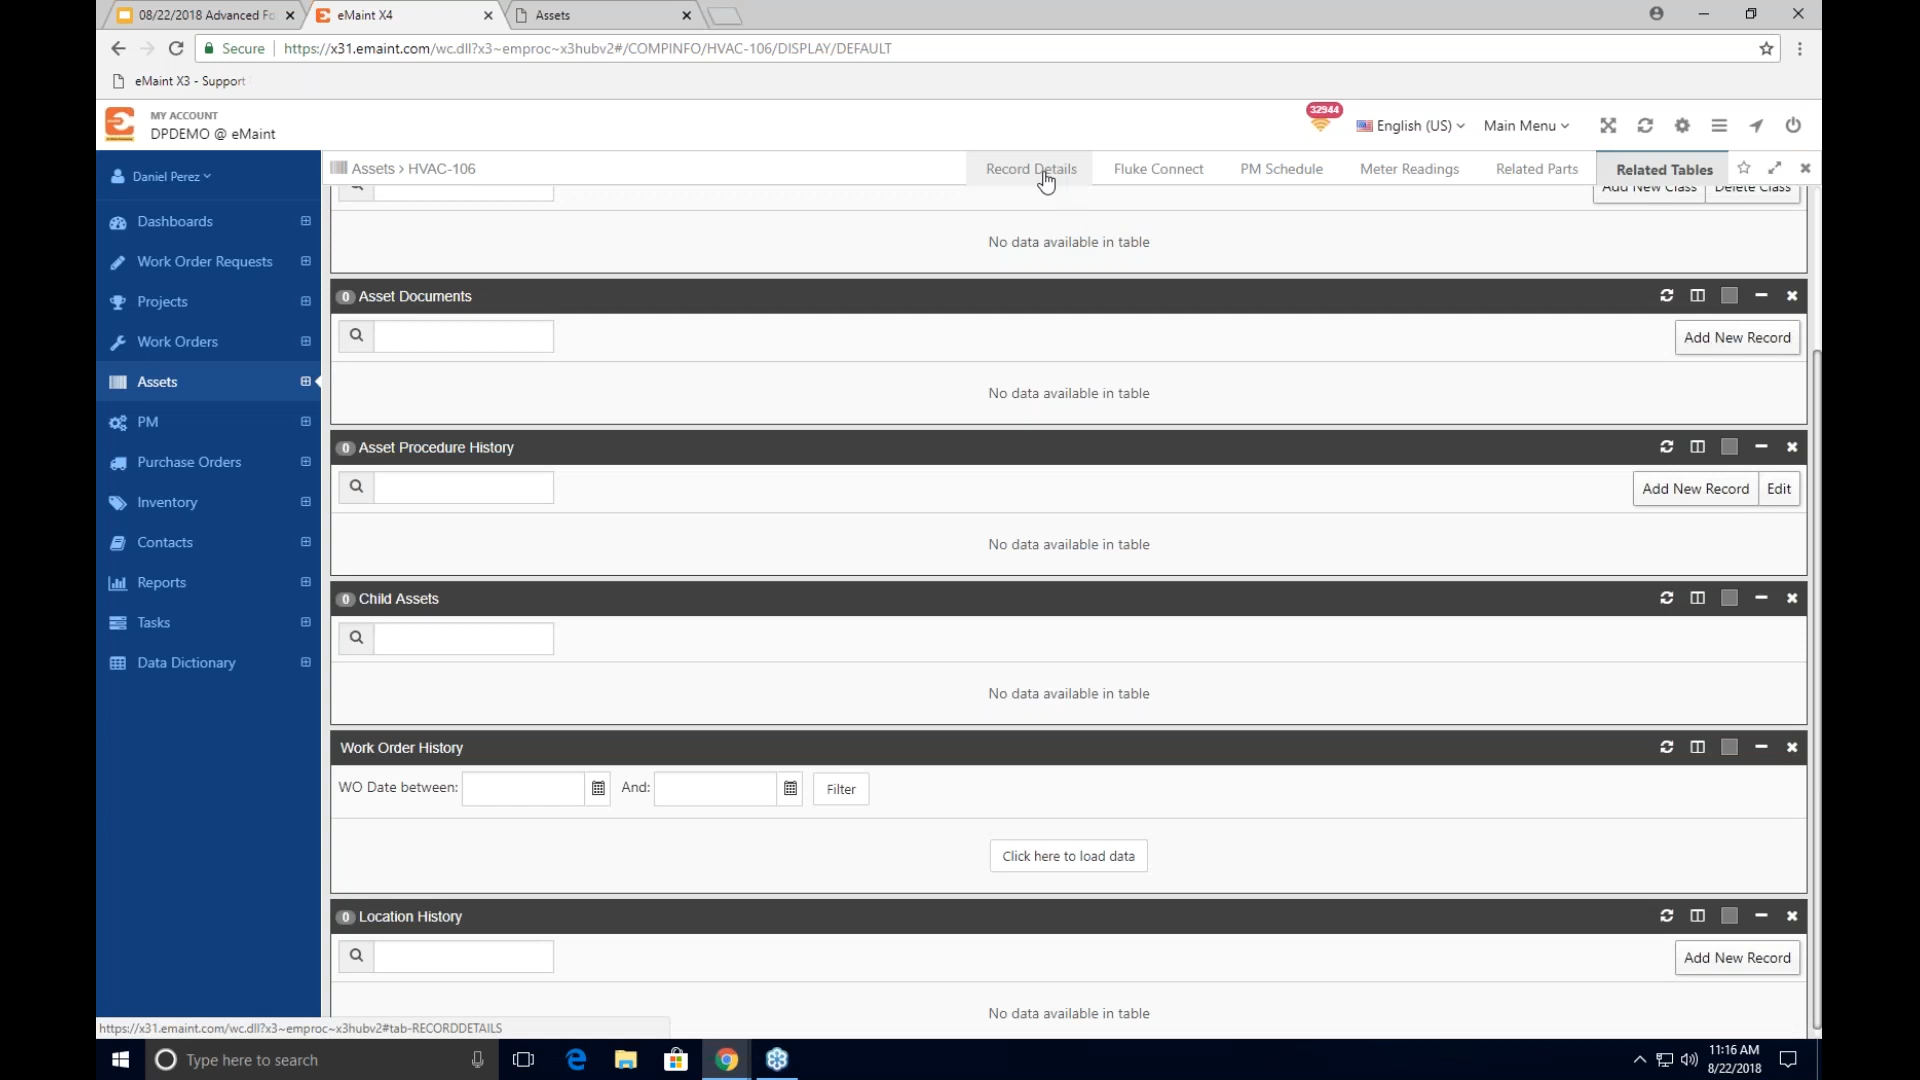 08/22/2018 Advanced Fo
eMaint X4
Assets
Secure
https://x31.emaint.com/wc.dll?x3~emproc~x3hubv2#/COMPINFO/HVAC-106/DISPLAY/DEFAULT
eMaint X3 - Support
MY ACCOUNT
DPDEMO @ eMaint
32944
English (US)
Main Menu
Daniel Perez
Assets > HVAC-106
Record Details
Fluke Connect
PM Schedule
Meter Readings
Related Parts
Related Tables
Add New Class
Delete Class
No data available in table
Dashboards
Work Order Requests
Projects
Work Orders
Assets
PM
Purchase Orders
Inventory
Contacts
Reports
Tasks
Data Dictionary
0 Asset Documents
Add New Record
No data available in table
0 Asset Procedure History
Add New Record
Edit
No data available in table
0 Child Assets
No data available in table
Work Order History
WO Date between:
And:
Filter
Click here to load data
0 Location History
Add New Record
No data available in table
https://x31.emaint.com/wc.dll?x3~emproc~x3hubv2#tab-RECORDDETAILS
Type here to search
11:16 AM
8/22/2018